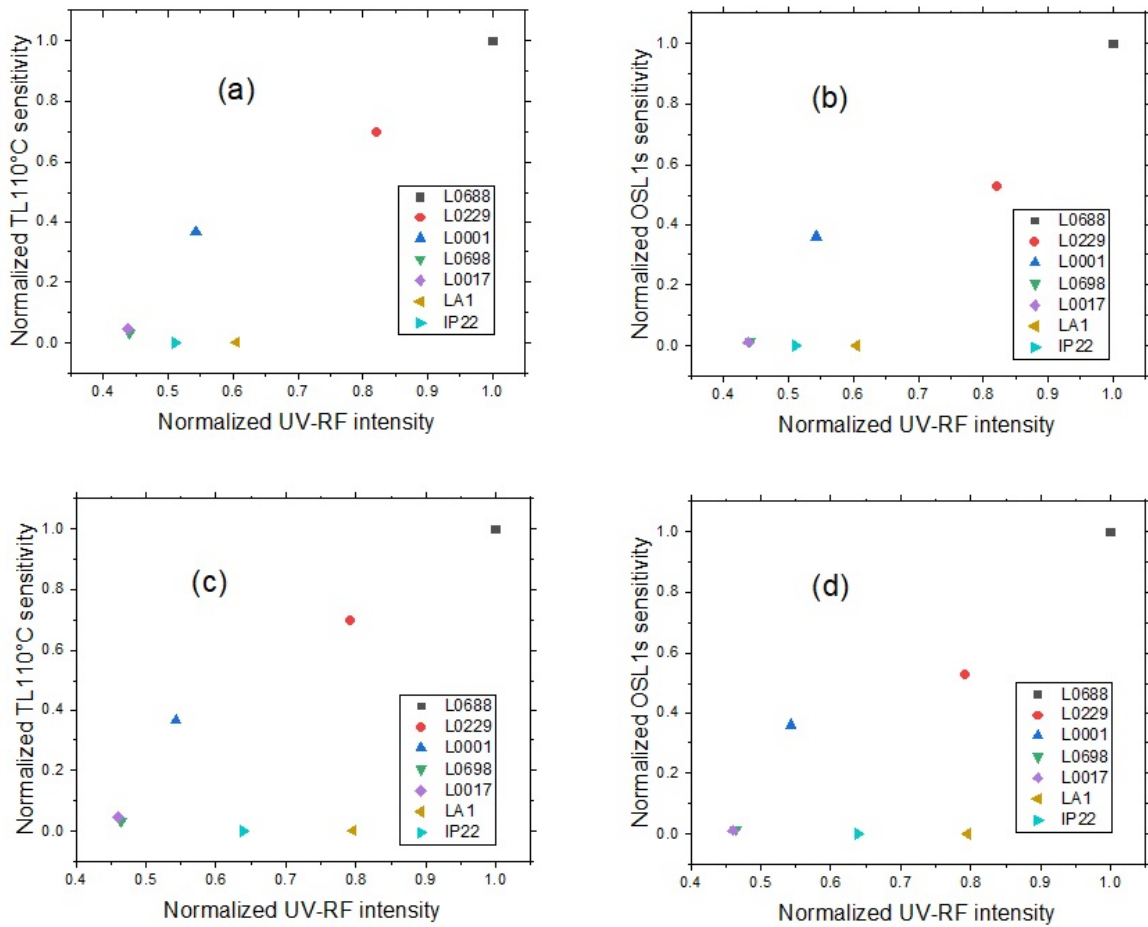 Normalized TL110°C sensitivity
1.0
0.8
0.6
0.4
0.2
0.0
(a)
L0688
L0229
L0001
L0698
L0017
LA1
IP22
0.4 0.5 0.6 0.7 0.8 0.9 1.0
Normalized UV-RF intensity
Normalized OSL1s sensitivity
1.0
0.8
0.6
0.4
0.2
0.0
(b)
L0688
L0229
L0001
L0698
L0017
LA1
IP22
0.4 0.5 0.6 0.7 0.8 0.9 1.0
Normalized UV-RF intensity
Normalized TL110°C sensitivity
1.0
0.8
0.6
0.4
0.2
0.0
(c)
L0688
L0229
L0001
L0698
L0017
LA1
IP22
0.4 0.5 0.6 0.7 0.8 0.9 1.0
Normalized UV-RF intensity
Normalized OSL1s sensitivity
1.0
0.8
0.6
0.4
0.2
0.0
(d)
L0688
L0229
L0001
L0698
L0017
LA1
IP22
0.4 0.5 0.6 0.7 0.8 0.9 1.0
Normalized UV-RF intensity